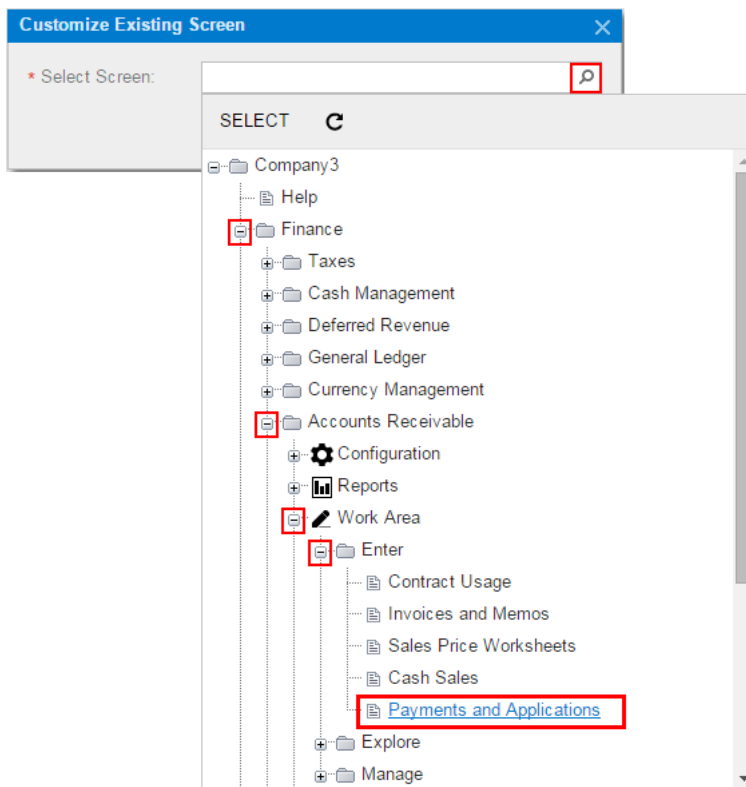 Customize Existing Screen
* Select Screen:
SELECT
Company3
Help
Finance
Taxes
Cash Management
Deferred Revenue
General Ledger
Currency Management
Accounts Receivable
Configuration
Reports
Work Area
Enter
Contract Usage
Invoices and Memos
Sales Price Worksheets
Cash Sales
Payments and Applications
Explore
Manage